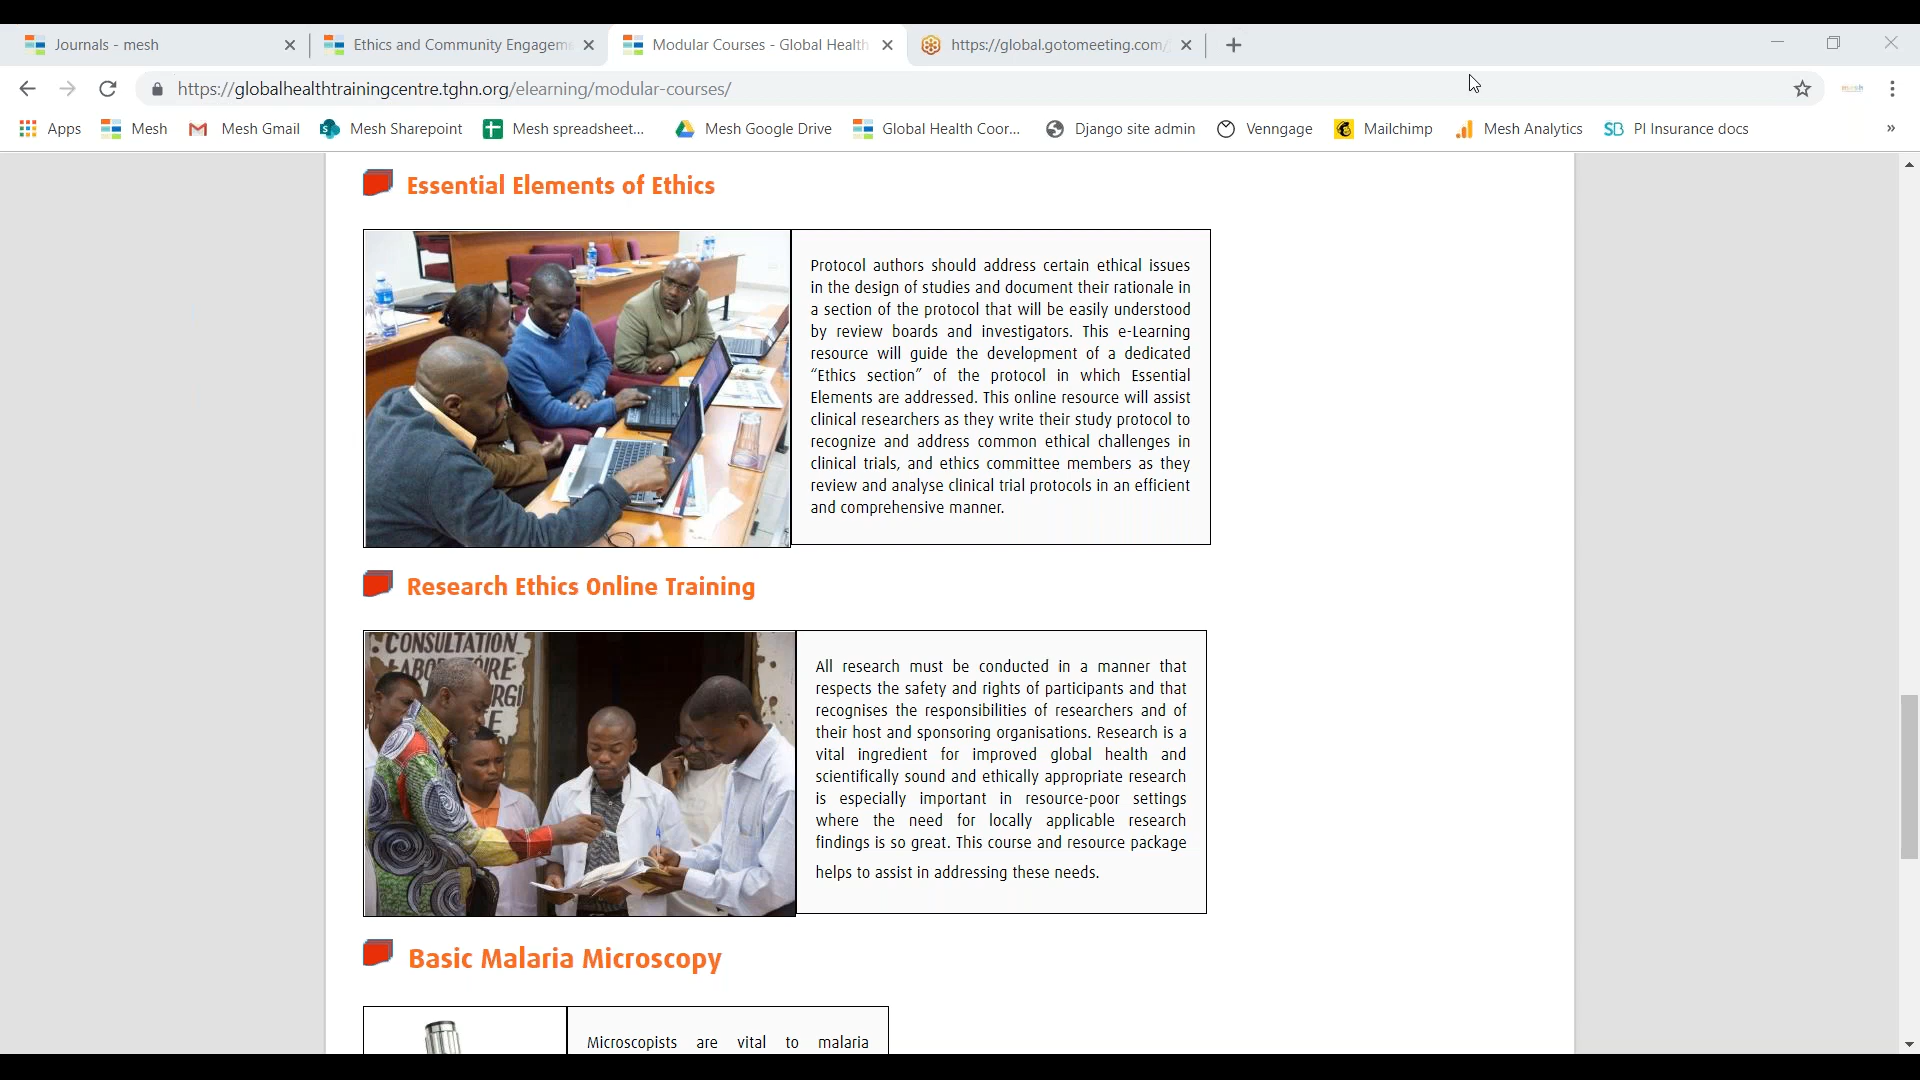 Journals - mesh
Ethics and Community Engagem
Modular Courses - Global Health
https://global.gotomeeting.com/
https://globalhealthtrainingcentre.tghn.org/elearning/modular-courses/
Apps
Mesh
Mesh Gmail
Mesh Sharepoint
Mesh spreadsheet...
Mesh Google Drive
Global Health Coor...
Django site admin
Venngage
Mailchimp
Mesh Analytics
SB PI Insurance docs
»
Essential Elements of Ethics
Protocol authors should address certain ethical issues
in the design of studies and document their rationale in
a section of the protocol that will be easily understood
by review boards and investigators. This e-Learning
resource will guide the development of a dedicated
“Ethics section” of the protocol in which Essential
Elements are addressed. This online resource will assist
clinical researchers as they write their study protocol to
recognize and address common ethical challenges in
clinical trials, and ethics committee members as they
review and analyse clinical trial protocols in an efficient
and comprehensive manner.
Research Ethics Online Training
CONSULTATION
All research must be conducted in a manner that
respects the safety and rights of participants and that
recognises the responsibilities of researchers and of
their host and sponsoring organisations. Research is a
vital ingredient for improved global health and
scientifically sound and ethically appropriate research
is especially important in resource-poor settings
where the need for locally applicable research
findings is so great. This course and resource package
helps to assist in addressing these needs.
Basic Malaria Microscopy
Microscopists are vital to malaria